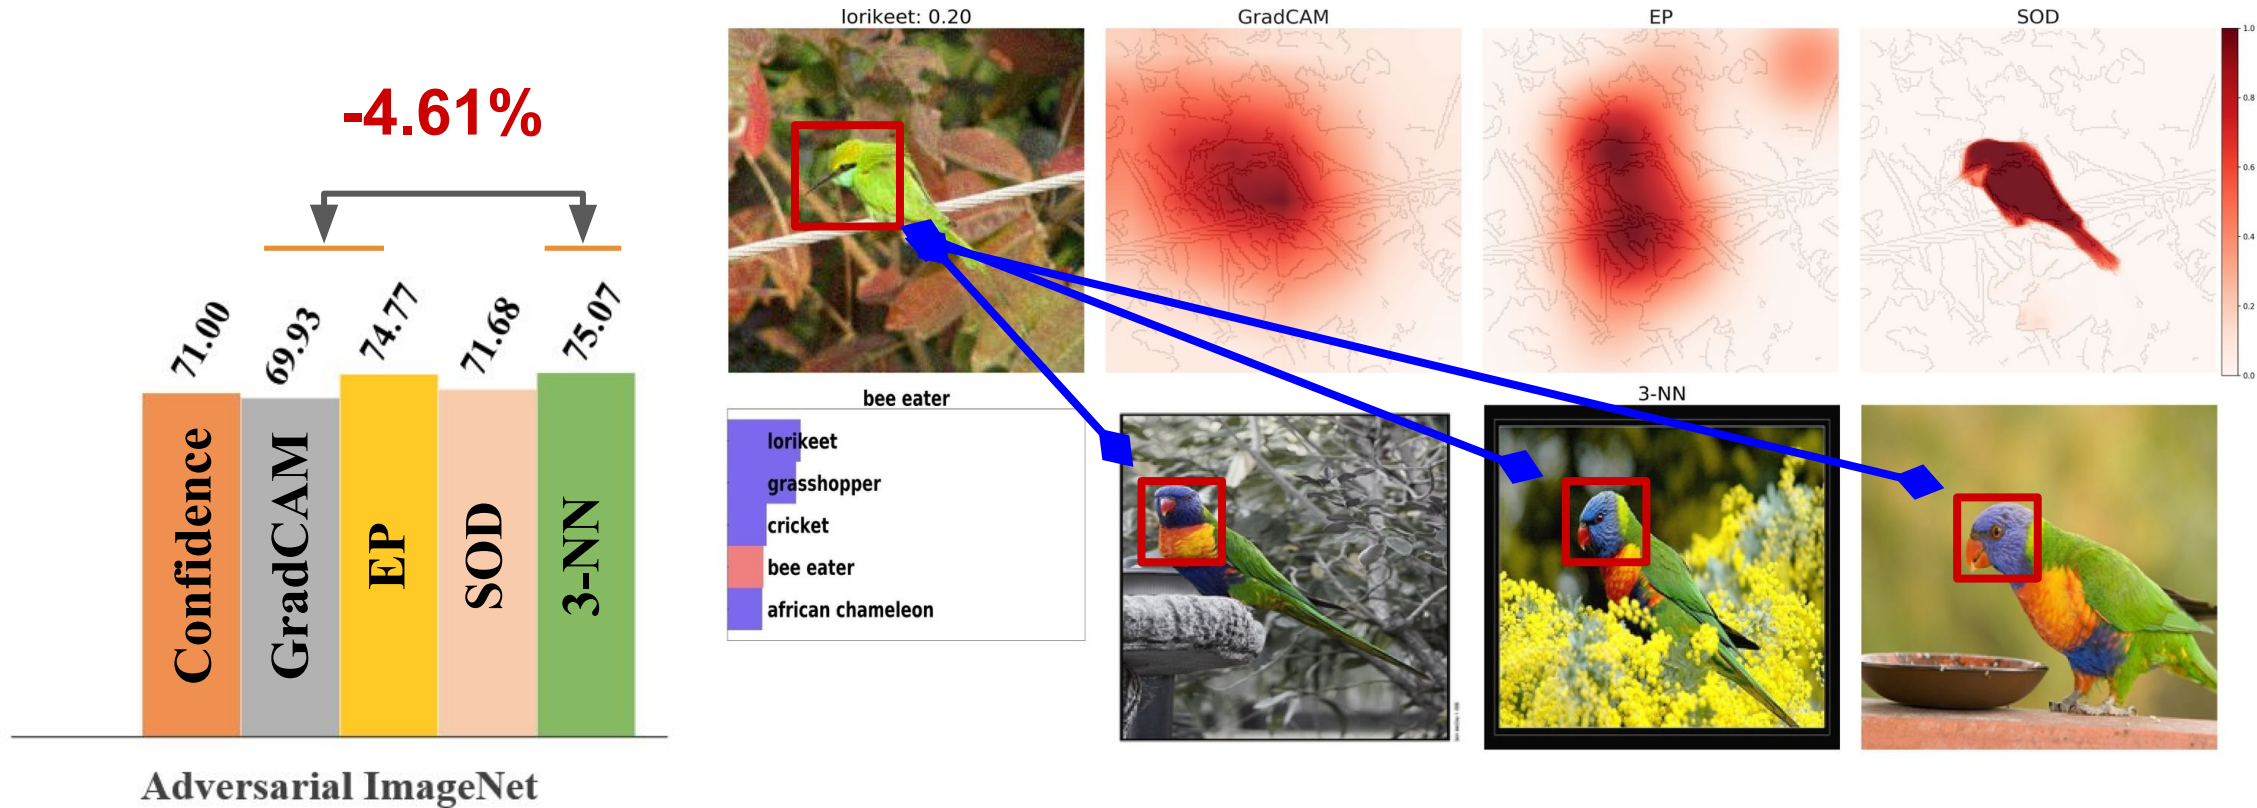 -4.61%
71.00
69.93
74.77
71.68
75.07
Confidence
GradCAM
EP
SOD
3-NN
Adversarial ImageNet
lorikeet: 0.20
GradCAM
EP
SOD
1.0
0.8
0.6
0.4
0.2
0.0
bee eater
lorikeet
grasshopper
cricket
bee eater
african chameleon
3-NN